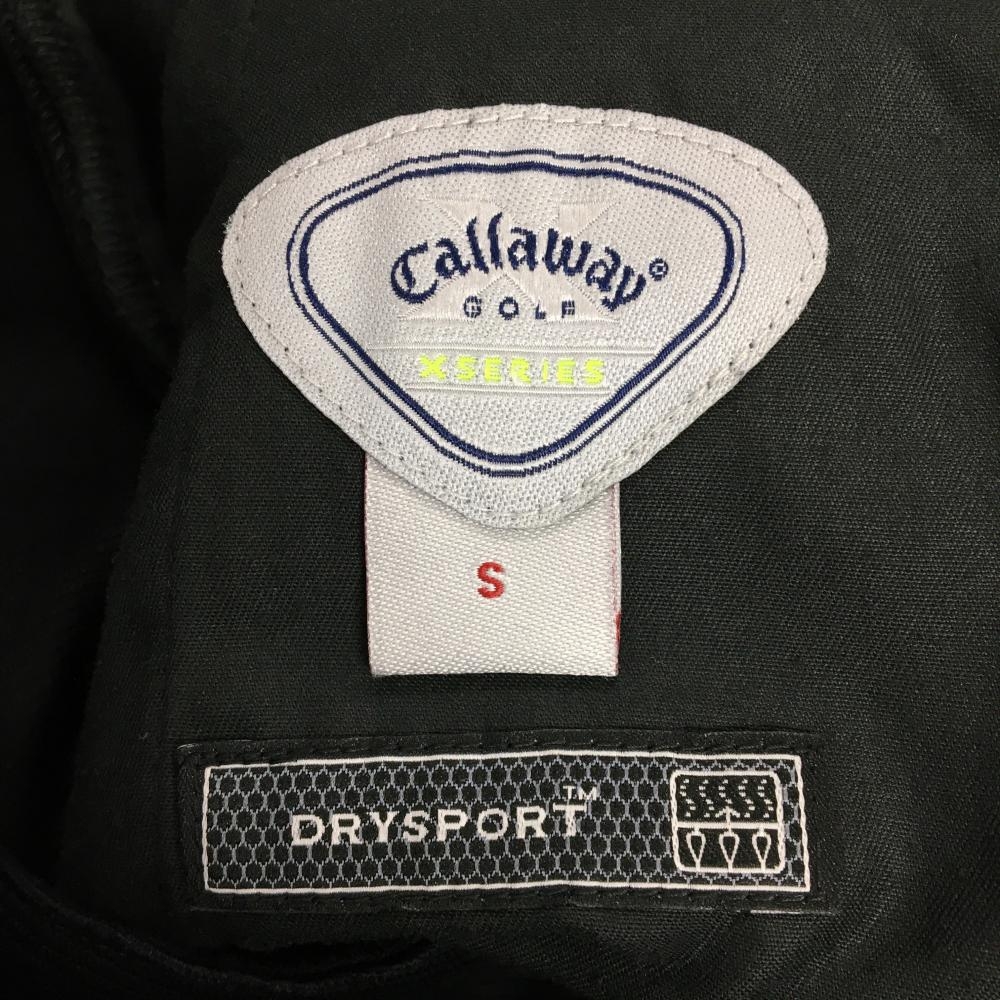 Callaway®
GOLF
XSERIES
S
DRYSPORT™